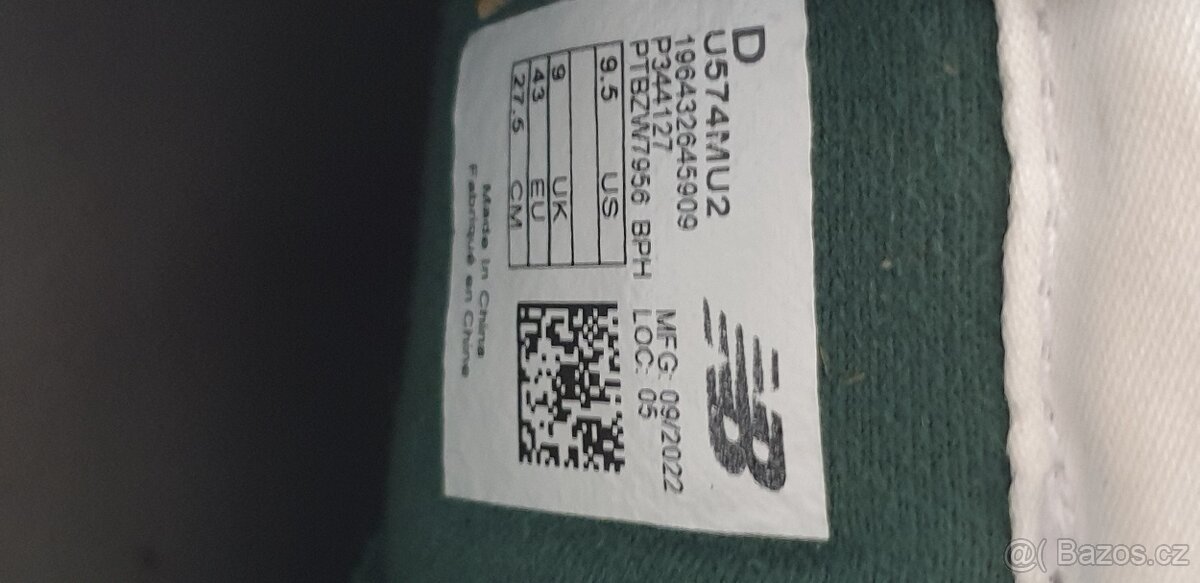 D
U574MU2
196432645909
P344127 MFG: 09/2022
PTBZW7956 BPH LOC: 05
9.5 US
9 UK
43 EU
27.5 CM
Made in China
Fabriqué en Chine
NB
@( Bazos.cz